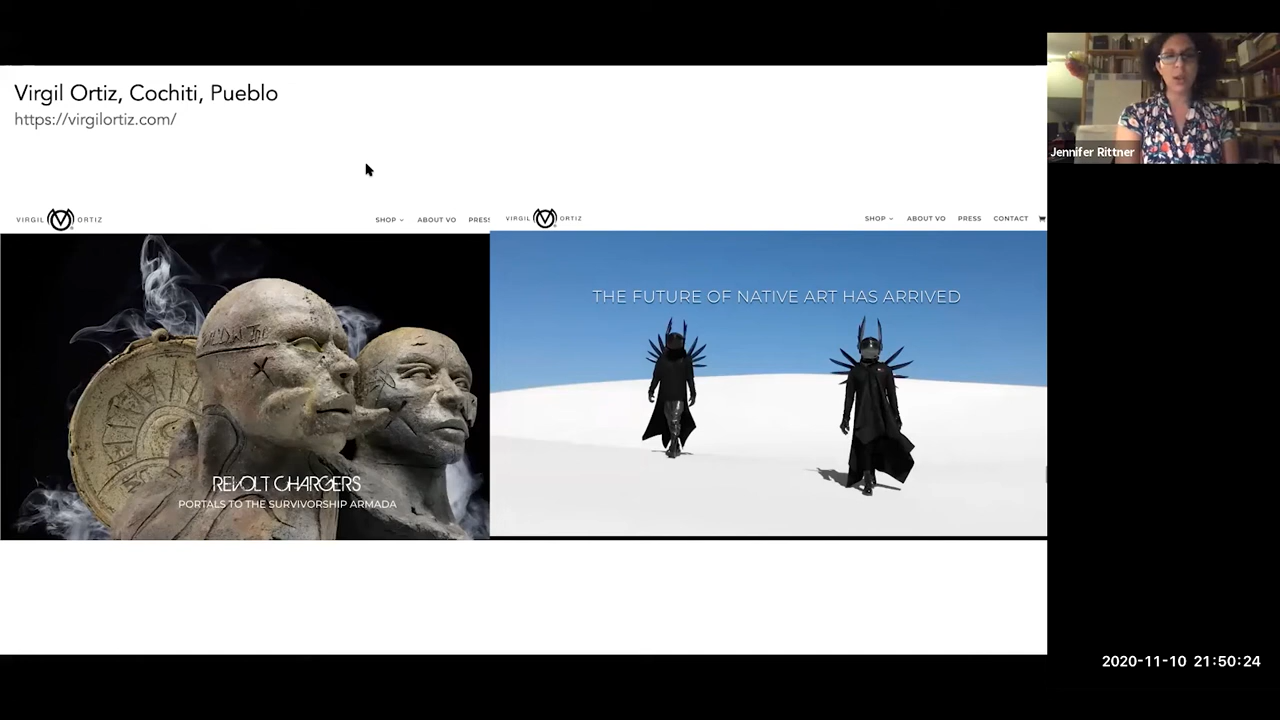 Virgil Ortiz, Cochiti, Pueblo
https://virgilortiz.com/
Jennifer Rittner
VIRGIL VO ORTIZ
SHOP ABOUT VO PRESS
VIRGIL VO ORTIZ
SHOP ABOUT VO PRESS CONTACT
THE FUTURE OF NATIVE ART HAS ARRIVED
REVOLT CHARGERS
PORTALS TO THE SURVIVORSHIP ARMADA
2020-11-10 21:50:24